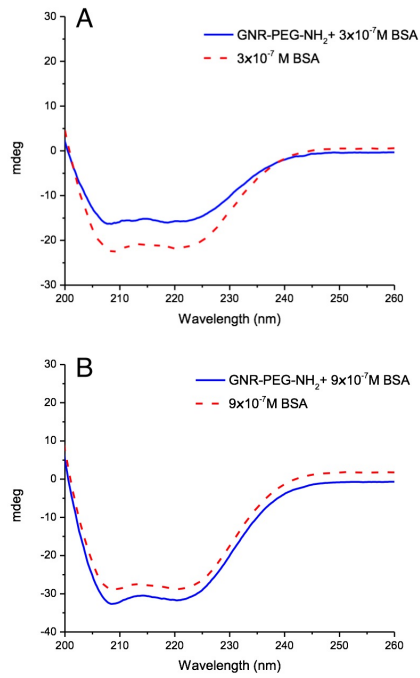 A
GNR-PEG-NH₂+ 3x10⁻⁷M BSA
3x10⁻⁷ M BSA
30
20
10
0
-10
-20
-30
mdeg
200 210 220 230 240 250 260
Wavelength (nm)
B
GNR-PEG-NH₂+ 9x10⁻⁷M BSA
9x10⁻⁷M BSA
30
20
10
0
-10
-20
-30
-40
mdeg
200 210 220 230 240 250 260
Wavelength (nm)